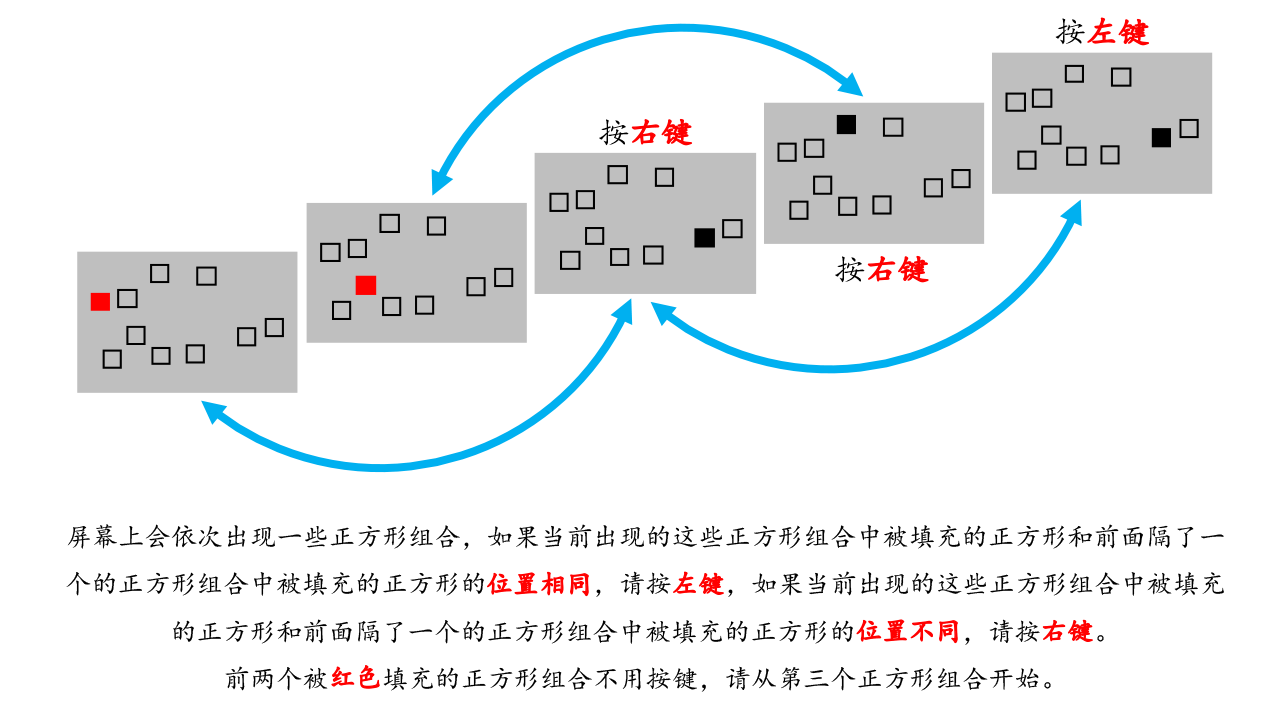 按左键
按右键
按右键
屏幕上会依次出现一些正方形组合，如果当前出现的这些正方形组合中被填充的正方形和前面隔了一
个的正方形组合中被填充的正方形的位置相同，请按左键，如果当前出现的这些正方形组合中被填充
的正方形和前面隔了一个的正方形组合中被填充的正方形的位置不同，请按右键。
前两个被红色填充的正方形组合不用按键，请从第三个正方形组合开始。